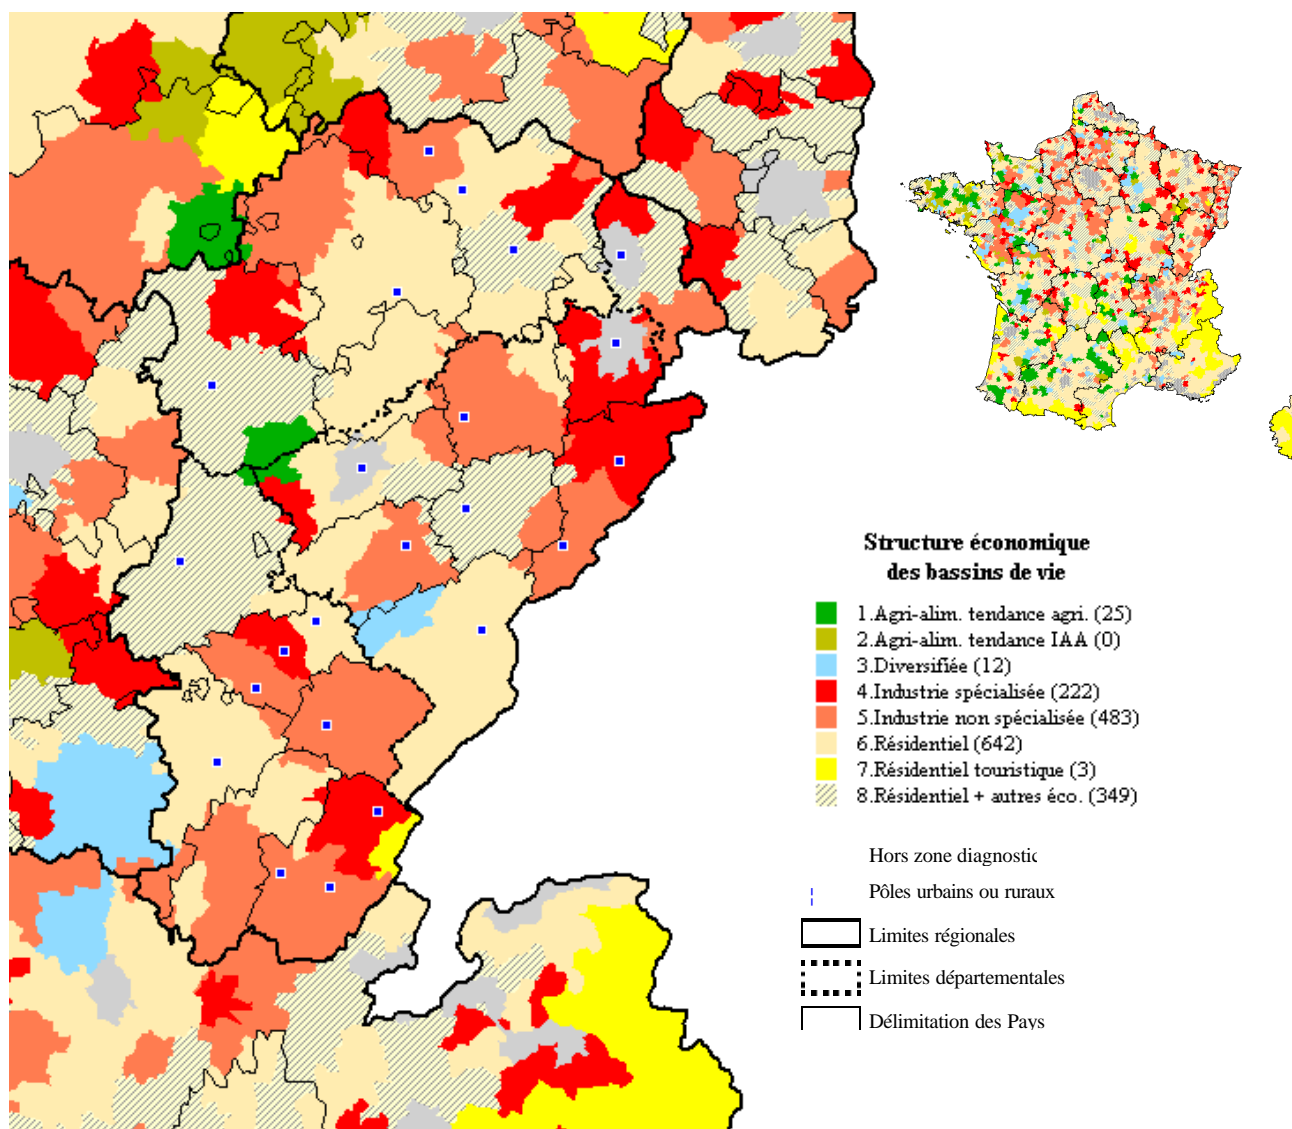 Structure économique
des bassins de vie
1.Agri-alim. tendance agri. (25)
2.Agri-alim. tendance IAA (0)
3.Diversifiée (12)
4.Industrie spécialisée (222)
5.Industrie non spécialisée (483)
6.Résidentiel (642)
7.Résidentiel touristique (3)
8.Résidentiel + autres éco. (349)
Hors zone diagnostic
Pôles urbains ou ruraux
Limites régionales
Limites départementales
Délimitation des Pays